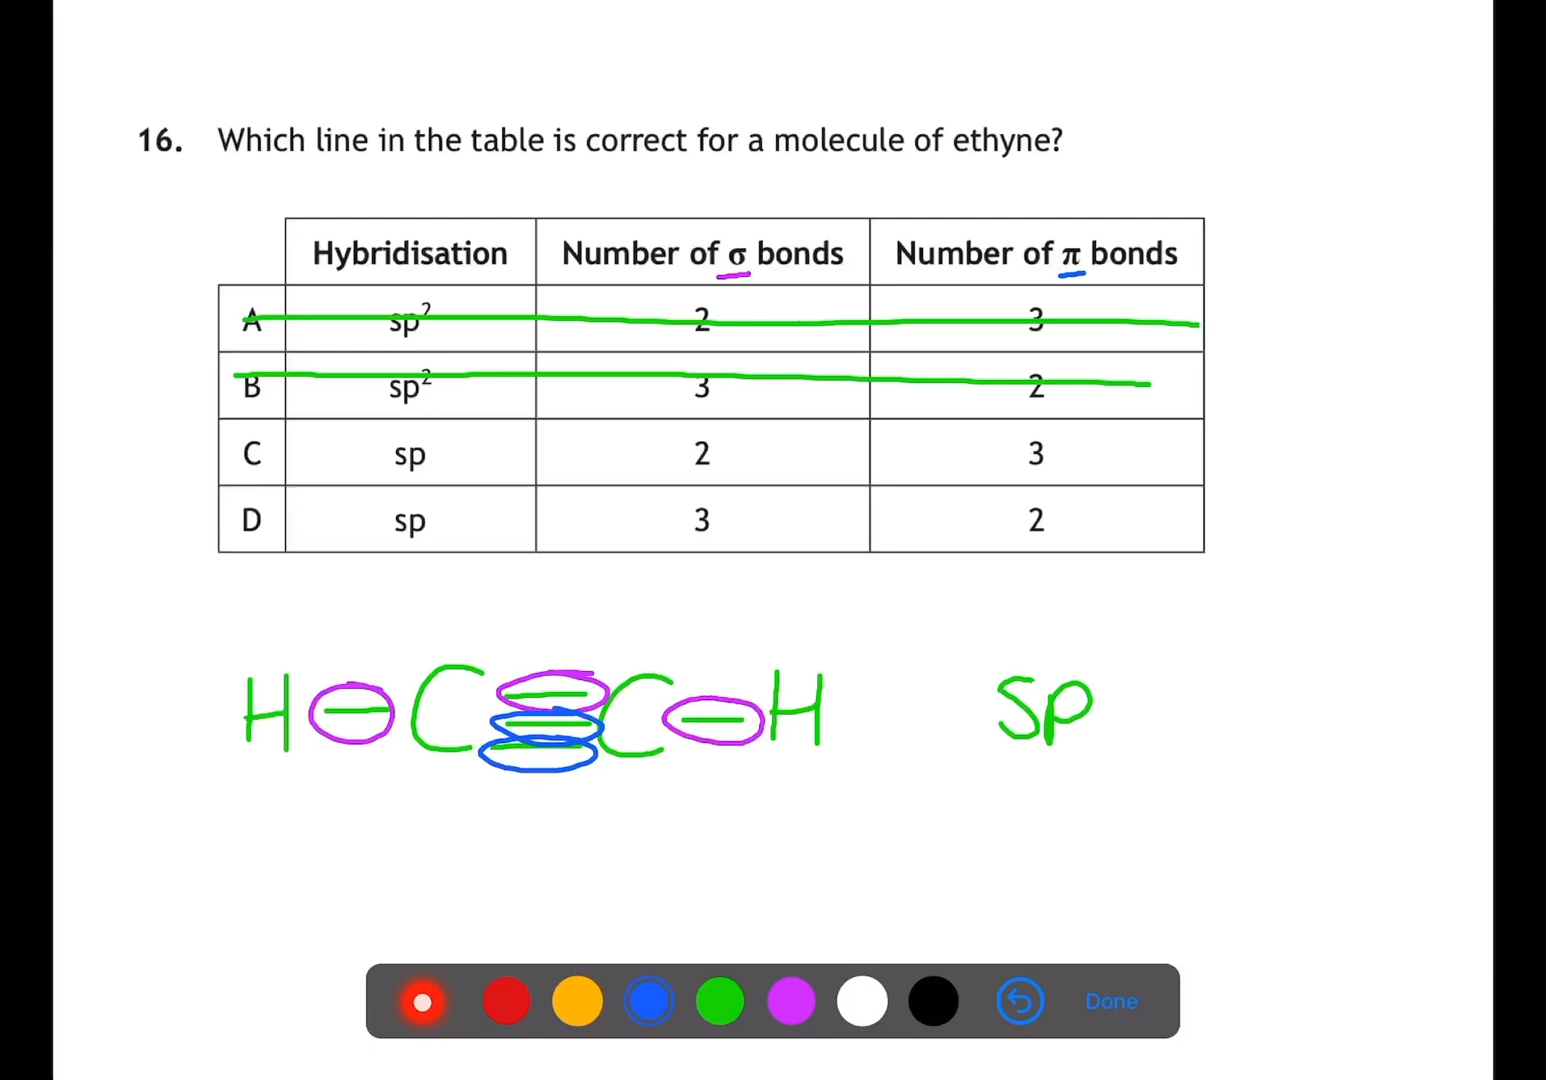 16. Which line in the table is correct for a molecule of ethyne?
Hybridisation Number of σ bonds Number of π bonds
A sp² 2 3
B sp² 3 2
C sp 2 3
D sp 3 2
H－C≡C－H SP
Done